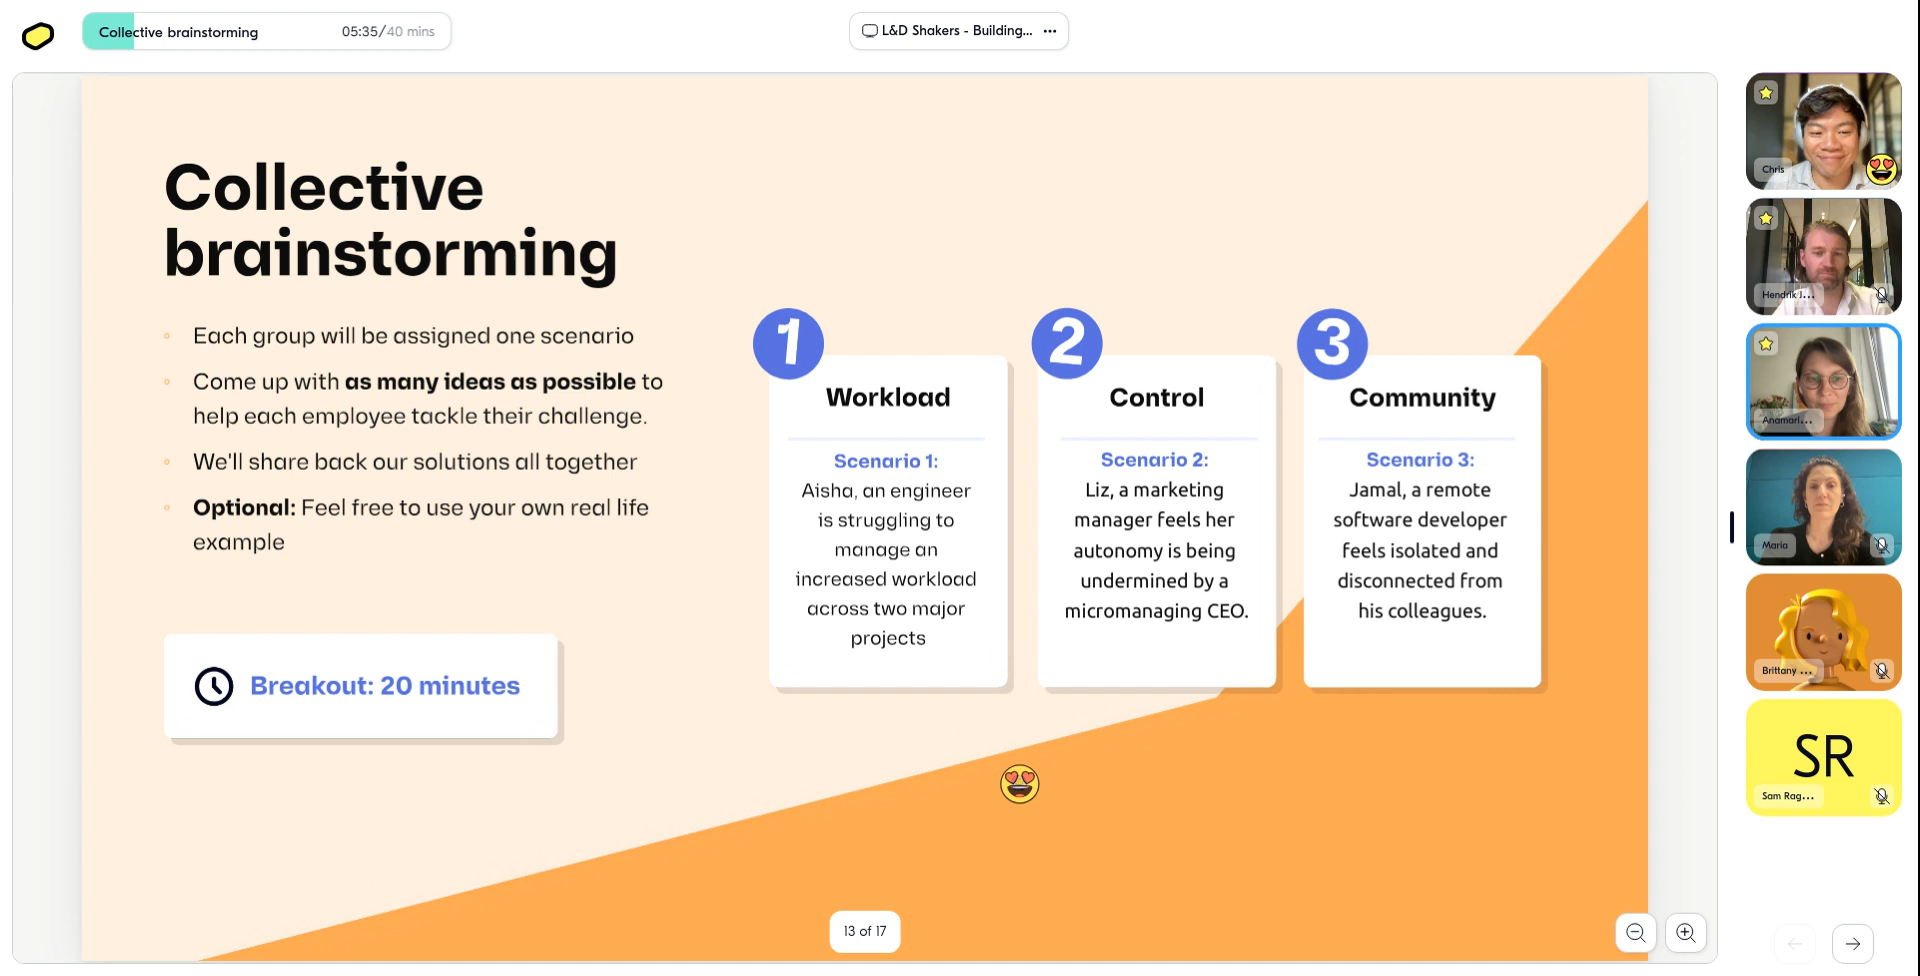 Collective brainstorming
05:35/40 mins
L&D Shakers - Building... •••
Collective
brainstorming
Each group will be assigned one scenario
Come up with as many ideas as possible to
help each employee tackle their challenge.
We'll share back our solutions all together
Optional: Feel free to use your own real life
example
Breakout: 20 minutes
1
Workload
Scenario 1:
Aisha, an engineer
is struggling to
manage an
increased workload
across two major
projects
2
Control
Scenario 2:
Liz, a marketing
manager feels her
autonomy is being
undermined by a
micromanaging CEO.
3
Community
Scenario 3:
Jamal, a remote
software developer
feels isolated and
disconnected from
his colleagues.
13 of 17
Chris
Hendrik J...
Anamari...
Maria
Brittany ...
SR
Sam Rag...